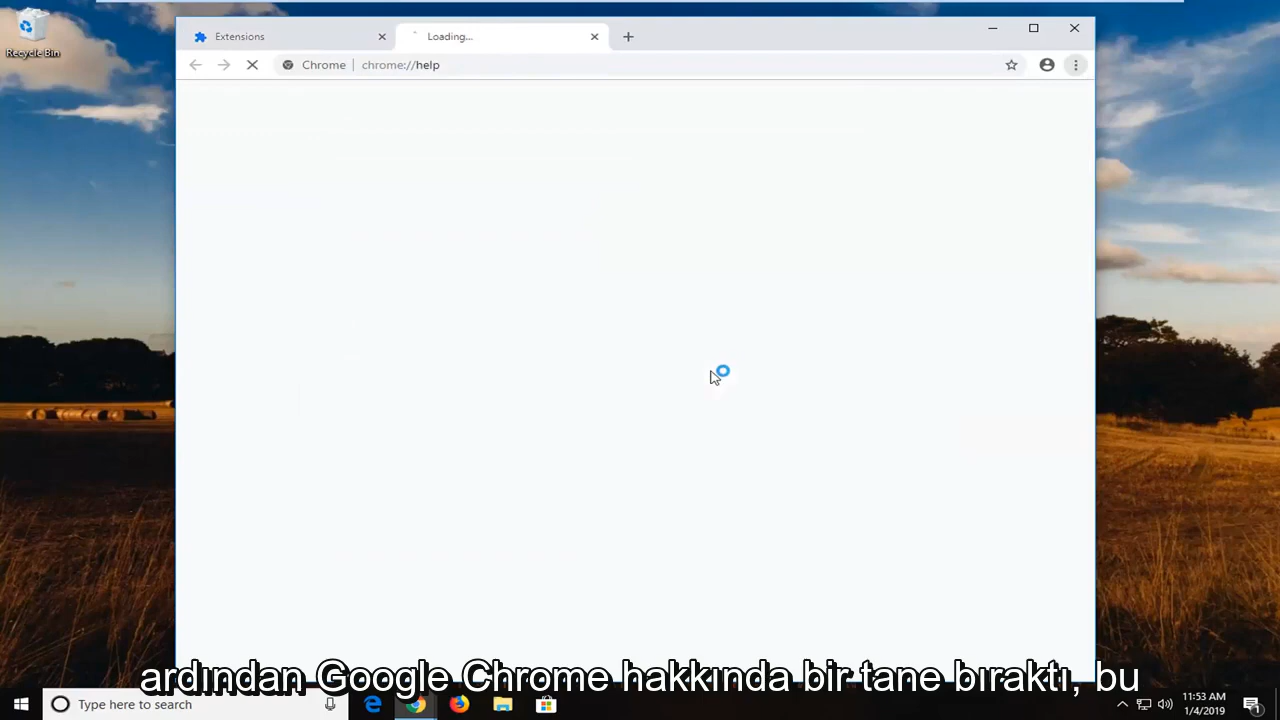 Recycle Bin
Extensions
Loading...
Chrome
chrome://help
ardından Google Chrome hakkında bir tane bıraktı, bu
Type here to search
11:53 AM
1/4/2019
1